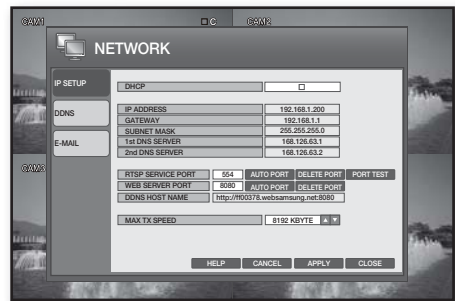 CAM1
C
CAM2
NETWORK
IP SETUP
DHCP
DDNS
IP ADDRESS 192.168.1.200
GATEWAY 192.168.1.1
SUBNET MASK 255.255.255.0
E-MAIL
1st DNS SERVER 168.126.63.1
2nd DNS SERVER 168.126.63.2
CAM3
RTSP SERVICE PORT 554 AUTO PORT DELETE PORT PORT TEST
WEB SERVER PORT 8080 AUTO PORT DELETE PORT
DDNS HOST NAME http://ff00378.websamsung.net:8080
MAX TX SPEED 8192 KBYTE
HELP CANCEL APPLY CLOSE